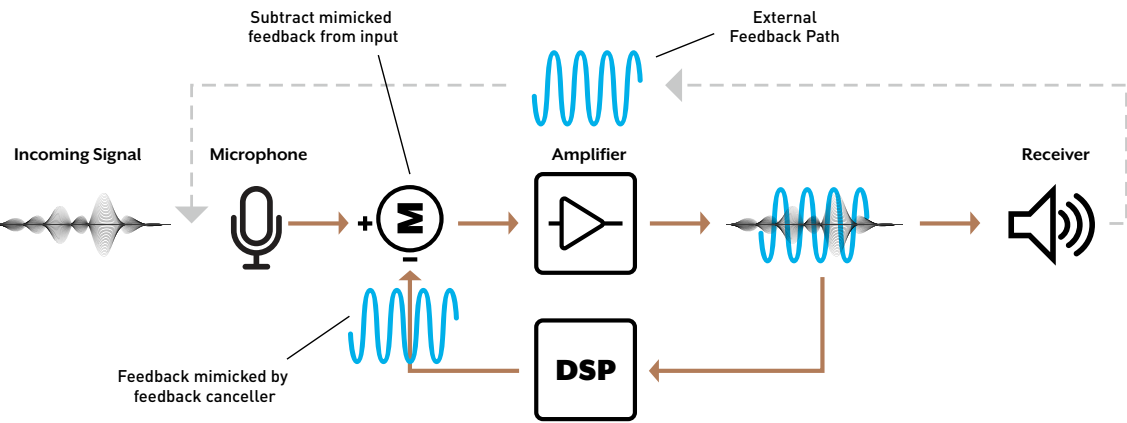 Subtract mimicked
feedback from input
External
Feedback Path
Incoming Signal
Microphone
Amplifier
Receiver
+
M
–
Feedback mimicked by
feedback canceller
DSP